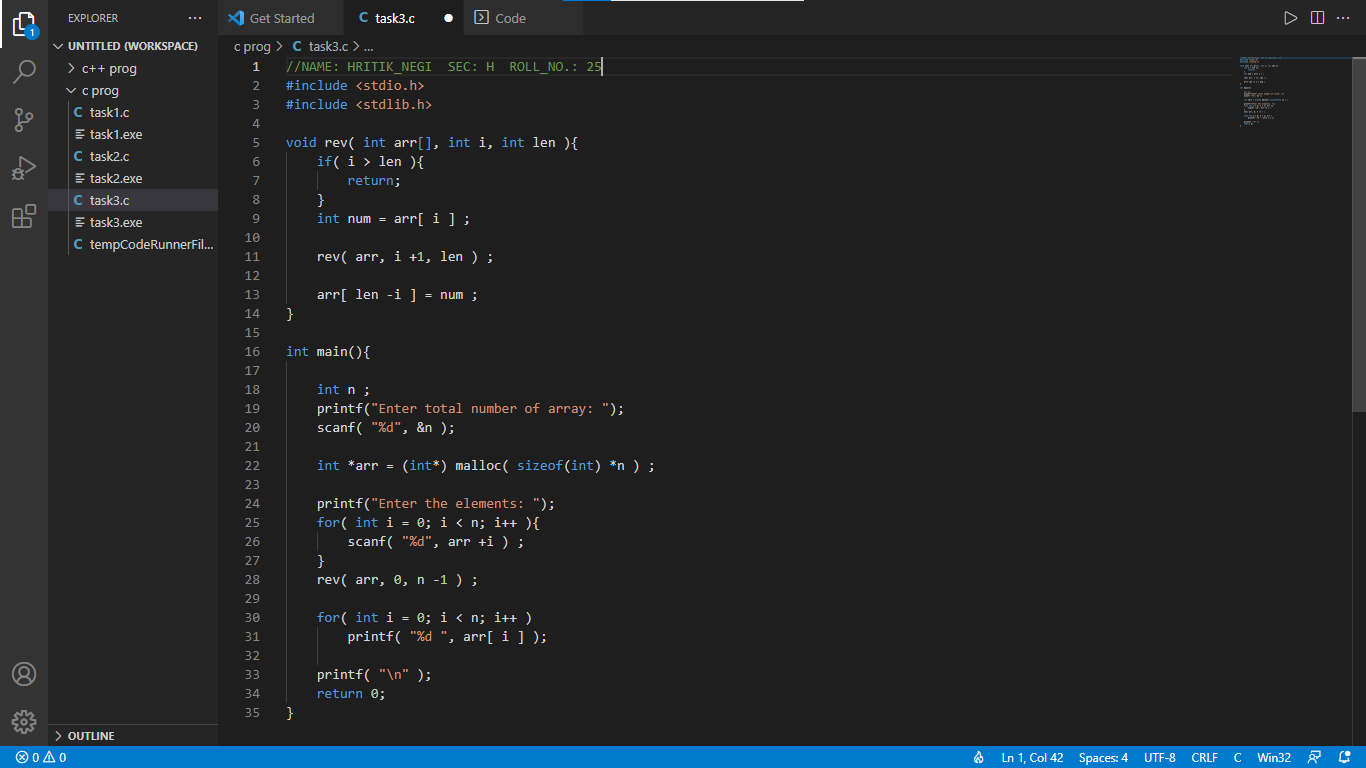 EXPLORER
Get Started
task3.c
Code
1
UNTITLED (WORKSPACE)
c++ prog
c prog
task1.c
task1.exe
task2.c
task2.exe
task3.c
task3.exe
tempCodeRunnerFil...
OUTLINE
c prog > C task3.c > ...
1 //NAME: HRITIK_NEGI  SEC: H  ROLL_NO.: 25
2 #include <stdio.h>
3 #include <stdlib.h>
4
5 void rev( int arr[], int i, int len ){
6     if( i > len ){
7         return;
8     }
9     int num = arr[ i ] ;
10
11     rev( arr, i +1, len ) ;
12
13     arr[ len -i ] = num ;
14 }
15
16 int main(){
17
18     int n ;
19     printf("Enter total number of array: ");
20     scanf( "%d", &n );
21
22     int *arr = (int*) malloc( sizeof(int) *n ) ;
23
24     printf("Enter the elements: ");
25     for( int i = 0; i < n; i++ ){
26         scanf( "%d", arr +i ) ;
27     }
28     rev( arr, 0, n -1 ) ;
29
30     for( int i = 0; i < n; i++ )
31         printf( "%d ", arr[ i ] );
32
33     printf( "\n" );
34     return 0;
35 }
0 0
Ln 1, Col 42 Spaces: 4 UTF-8 CRLF C Win32